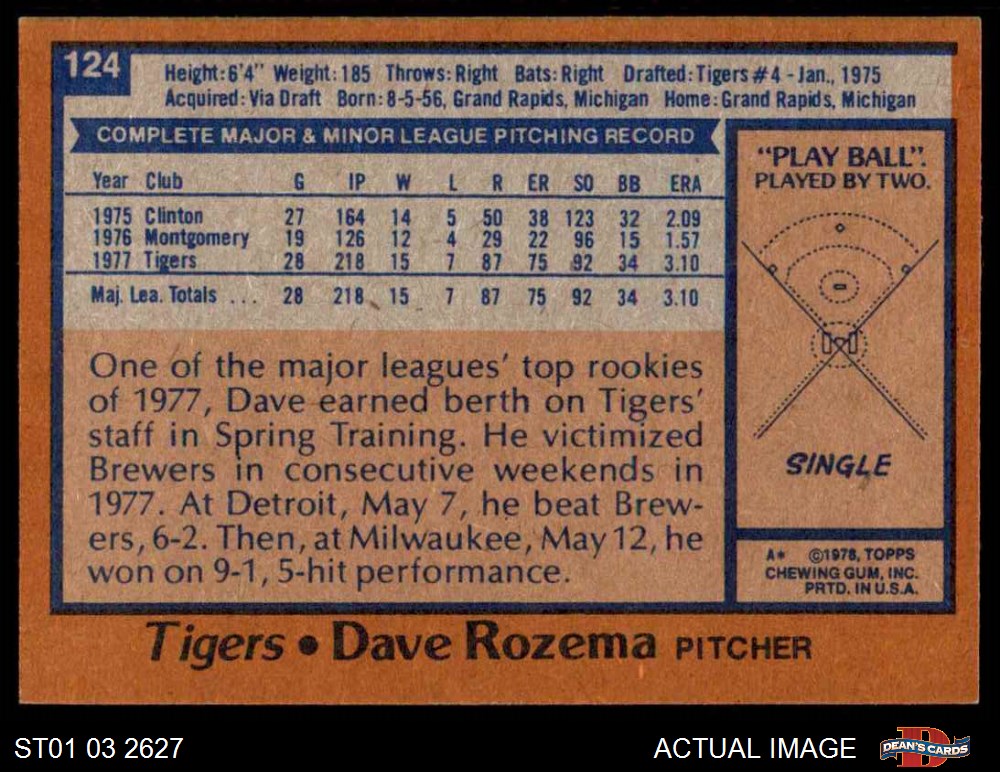 124
Height: 6'4" Weight: 185 Throws: Right Bats: Right Drafted: Tigers #4 - Jan., 1975
Acquired: Via Draft Born: 8-5-56, Grand Rapids, Michigan Home: Grand Rapids, Michigan
COMPLETE MAJOR & MINOR LEAGUE PITCHING RECORD
Year Club G IP W L R ER SO BB ERA
1975 Clinton 27 164 14 5 50 38 123 32 2.09
1976 Montgomery 19 126 12 4 29 22 96 15 1.57
1977 Tigers 28 218 15 7 87 75 92 34 3.10
Maj. Lea. Totals ... 28 218 15 7 87 75 92 34 3.10
One of the major leagues' top rookies
of 1977, Dave earned berth on Tigers'
staff in Spring Training. He victimized
Brewers in consecutive weekends in
1977. At Detroit, May 7, he beat Brew-
ers, 6-2. Then, at Milwaukee, May 12, he
won on 9-1, 5-hit performance.
"PLAY BALL".
PLAYED BY TWO.
SINGLE
A* ©1978, TOPPS
CHEWING GUM, INC.
PRTD. IN U.S.A.
Tigers • Dave Rozema PITCHER
ST01 03 2627
ACTUAL IMAGE
D
DEAN'S CARDS